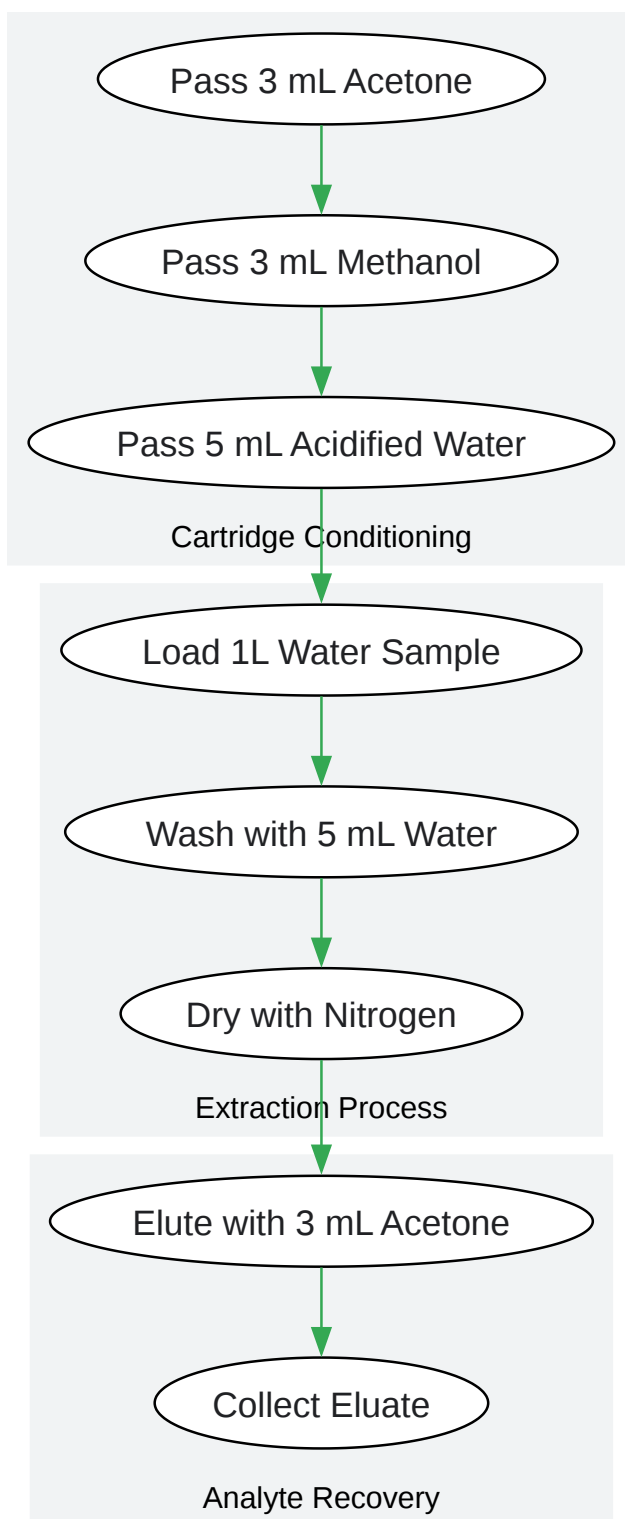 Pass 3 mL Acetone
Pass 3 mL Methanol
Pass 5 mL Acidified Water
Cartridge Conditioning
Load 1L Water Sample
Wash with 5 mL Water
Dry with Nitrogen
Extraction Process
Elute with 3 mL Acetone
Collect Eluate
Analyte Recovery